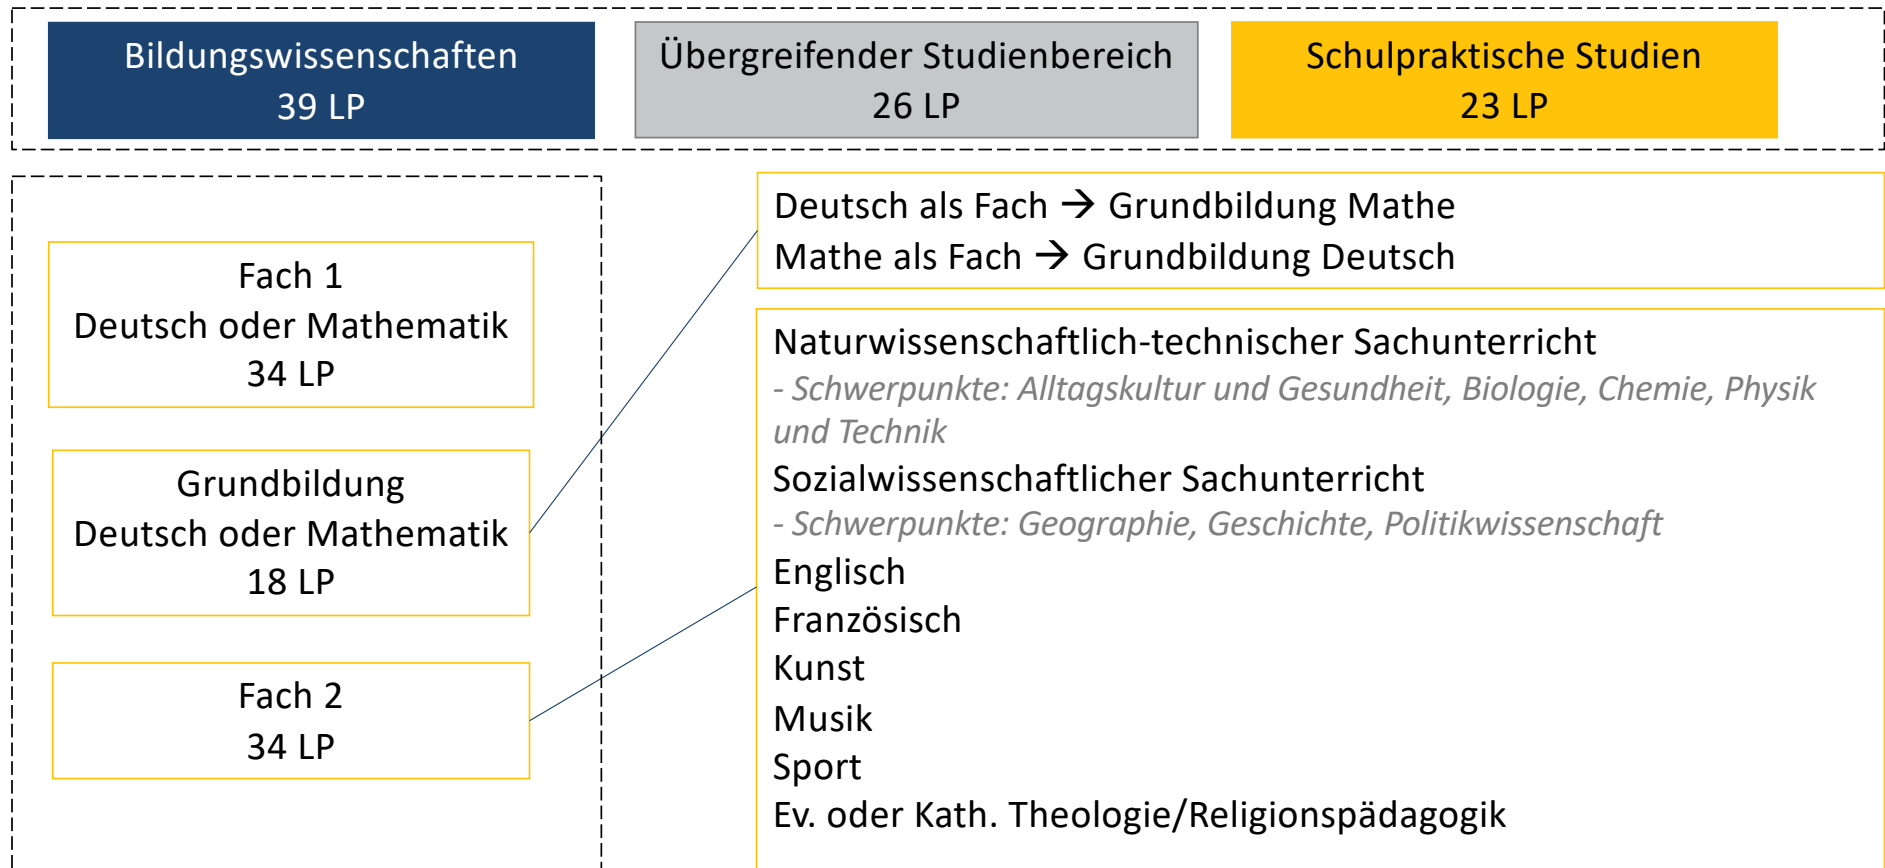 Bildungswissenschaften
39 LP
Übergreifender Studienbereich
26 LP
Schulpraktische Studien
23 LP
Fach 1
Deutsch oder Mathematik
34 LP
Grundbildung
Deutsch oder Mathematik
18 LP
Fach 2
34 LP
Deutsch als Fach → Grundbildung Mathe
Mathe als Fach → Grundbildung Deutsch
Naturwissenschaftlich-technischer Sachunterricht
- Schwerpunkte: Alltagskultur und Gesundheit, Biologie, Chemie, Physik
und Technik
Sozialwissenschaftlicher Sachunterricht
- Schwerpunkte: Geographie, Geschichte, Politikwissenschaft
Englisch
Französisch
Kunst
Musik
Sport
Ev. oder Kath. Theologie/Religionspädagogik